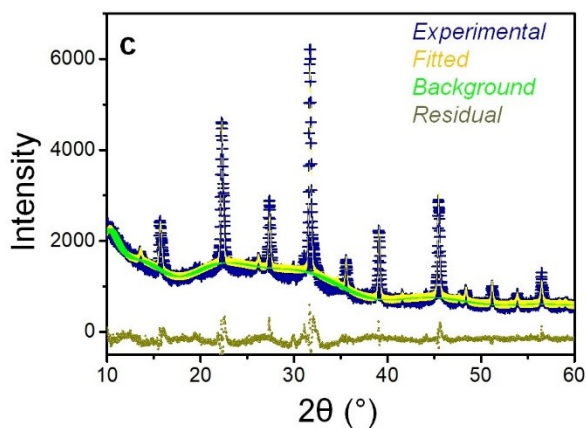 c
Experimental
Fitted
Background
Residual
6000
4000
2000
0
Intensity
10
20
30
40
50
60
2θ (°)